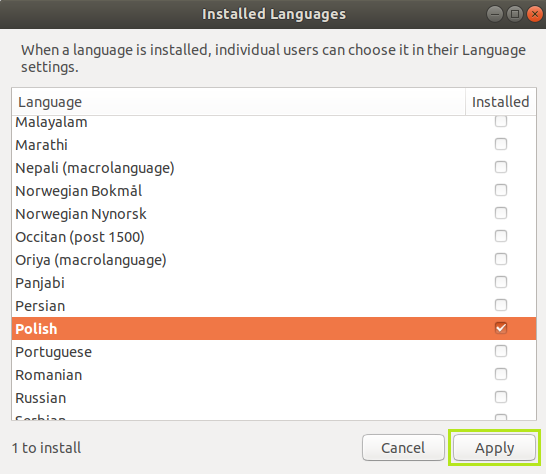 Installed Languages
When a language is installed, individual users can choose it in their Language
settings.
Language Installed
Malayalam
Marathi
Nepali (macrolanguage)
Norwegian Bokmål
Norwegian Nynorsk
Occitan (post 1500)
Oriya (macrolanguage)
Panjabi
Persian
Polish
Portuguese
Romanian
Russian
Serbian
1 to install Cancel Apply